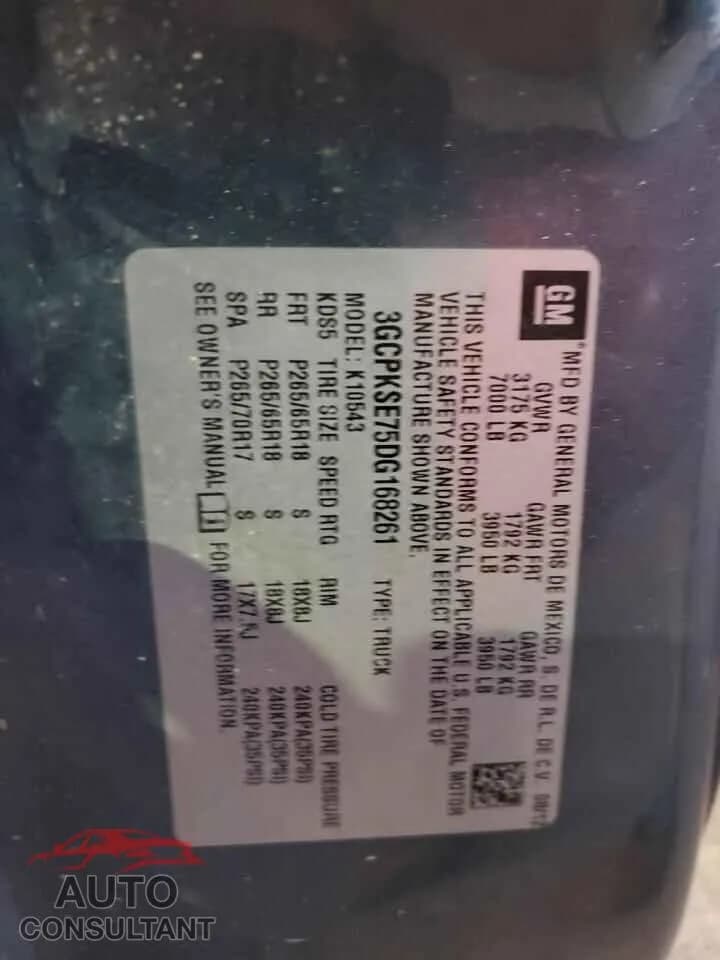 GM
*MFD BY GENERAL MOTORS DE MEXICO, S. DE R.L. DE C.V.
GVWR GAWR FRT GAWR RR
3175 KG 1792 KG 1792 KG
7000 LB 3950 LB 3950 LB
THIS VEHICLE CONFORMS TO ALL APPLICABLE U.S. FEDERAL MOTOR
VEHICLE SAFETY STANDARDS IN EFFECT ON THE DATE OF
MANUFACTURE SHOWN ABOVE.
3GCPKSE75DG168261 TYPE: TRUCK
MODEL: K10543
KDS5 TIRE SIZE SPEED RTG RIM COLD TIRE PRESSURE
FRT P265/65R18 S 18X8J 240KPA(35PSI)
RR P265/65R18 S 18X8J 240KPA(35PSI)
SPA P265/70R17 S 240KPA(35PSI)
SEE OWNER'S MANUAL FOR MORE INFORMATION.
AUTO
CONSULTANT